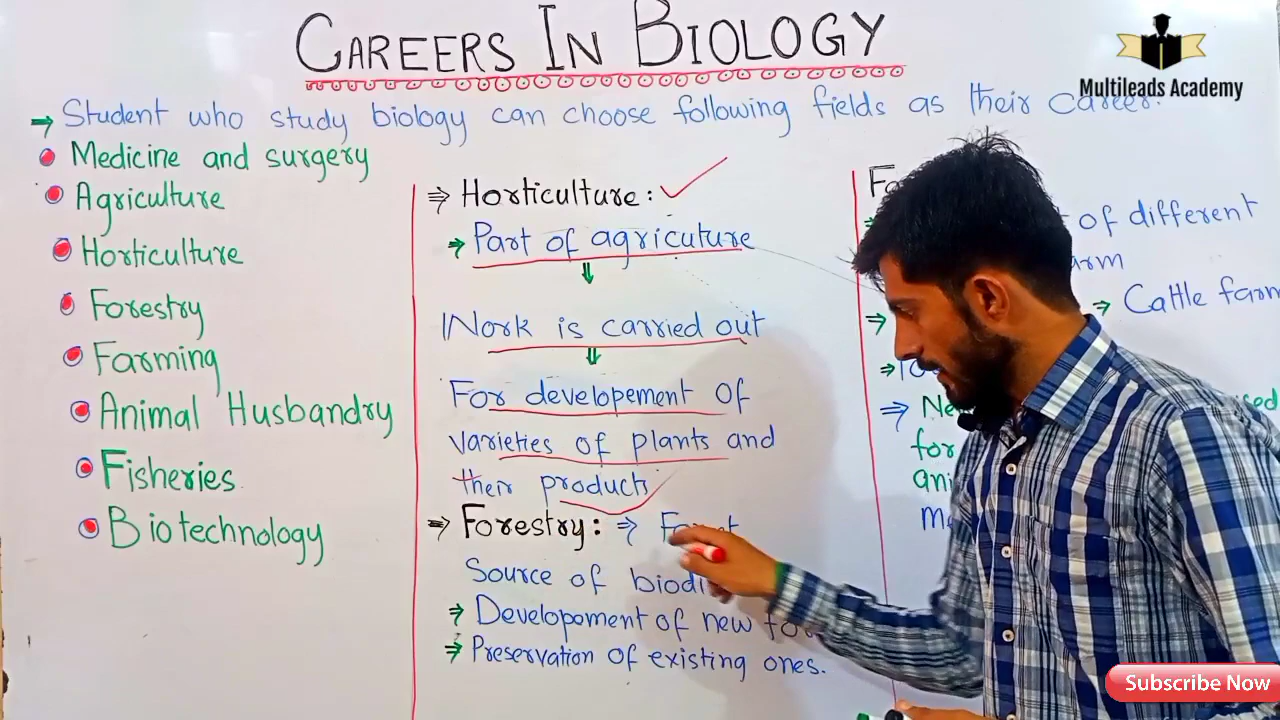 CAREERS IN BIOLOGY
Multileads Academy
Student who study biology can choose following fields as their career.
Medicine and surgery
Agriculture
Horticulture
Forestry
Farming
Animal Husbandry
Fisheries
Biotechnology
⇒ Horticulture: ✓
⇒ Part of agricuture
Work is carried out
For developement of
varieties of plants and
their products
⇒ Forestry: ⇒
Source of
⇒ Development of new
⇒ Preservation of existing ones.
of different
⇒ Cattle farm
for
Subscribe Now